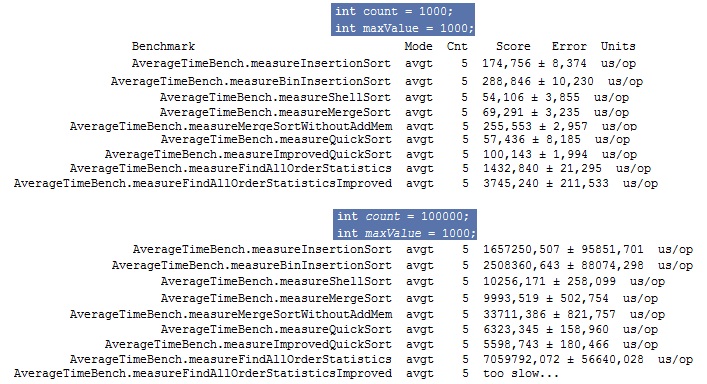 int count = 1000;
int maxValue = 1000;
Benchmark Mode Cnt Score Error Units
AverageTimeBench.measureInsertionSort avgt 5 174,756 ± 8,374 us/op
AverageTimeBench.measureBinInsertionSort avgt 5 288,846 ± 10,230 us/op
AverageTimeBench.measureShellSort avgt 5 54,106 ± 3,855 us/op
AverageTimeBench.measureMergeSort avgt 5 69,291 ± 3,235 us/op
AverageTimeBench.measureMergeSortWithoutAddMem avgt 5 255,553 ± 2,957 us/op
AverageTimeBench.measureQuickSort avgt 5 57,436 ± 8,185 us/op
AverageTimeBench.measureImprovedQuickSort avgt 5 100,143 ± 1,994 us/op
AverageTimeBench.measureFindAllOrderStatistics avgt 5 1432,840 ± 21,295 us/op
AverageTimeBench.measureFindAllOrderStatisticsImproved avgt 5 3745,240 ± 211,533 us/op
int count = 100000;
int maxValue = 1000;
AverageTimeBench.measureInsertionSort avgt 5 1657250,507 ± 95851,701 us/op
AverageTimeBench.measureBinInsertionSort avgt 5 2508360,643 ± 88074,298 us/op
AverageTimeBench.measureShellSort avgt 5 10256,171 ± 258,099 us/op
AverageTimeBench.measureMergeSort avgt 5 9993,519 ± 502,754 us/op
AverageTimeBench.measureMergeSortWithoutAddMem avgt 5 33711,386 ± 821,757 us/op
AverageTimeBench.measureQuickSort avgt 5 6323,345 ± 158,960 us/op
AverageTimeBench.measureImprovedQuickSort avgt 5 5598,743 ± 180,466 us/op
AverageTimeBench.measureFindAllOrderStatistics avgt 5 7059792,072 ± 56640,028 us/op
AverageTimeBench.measureFindAllOrderStatisticsImproved avgt 5 too slow...